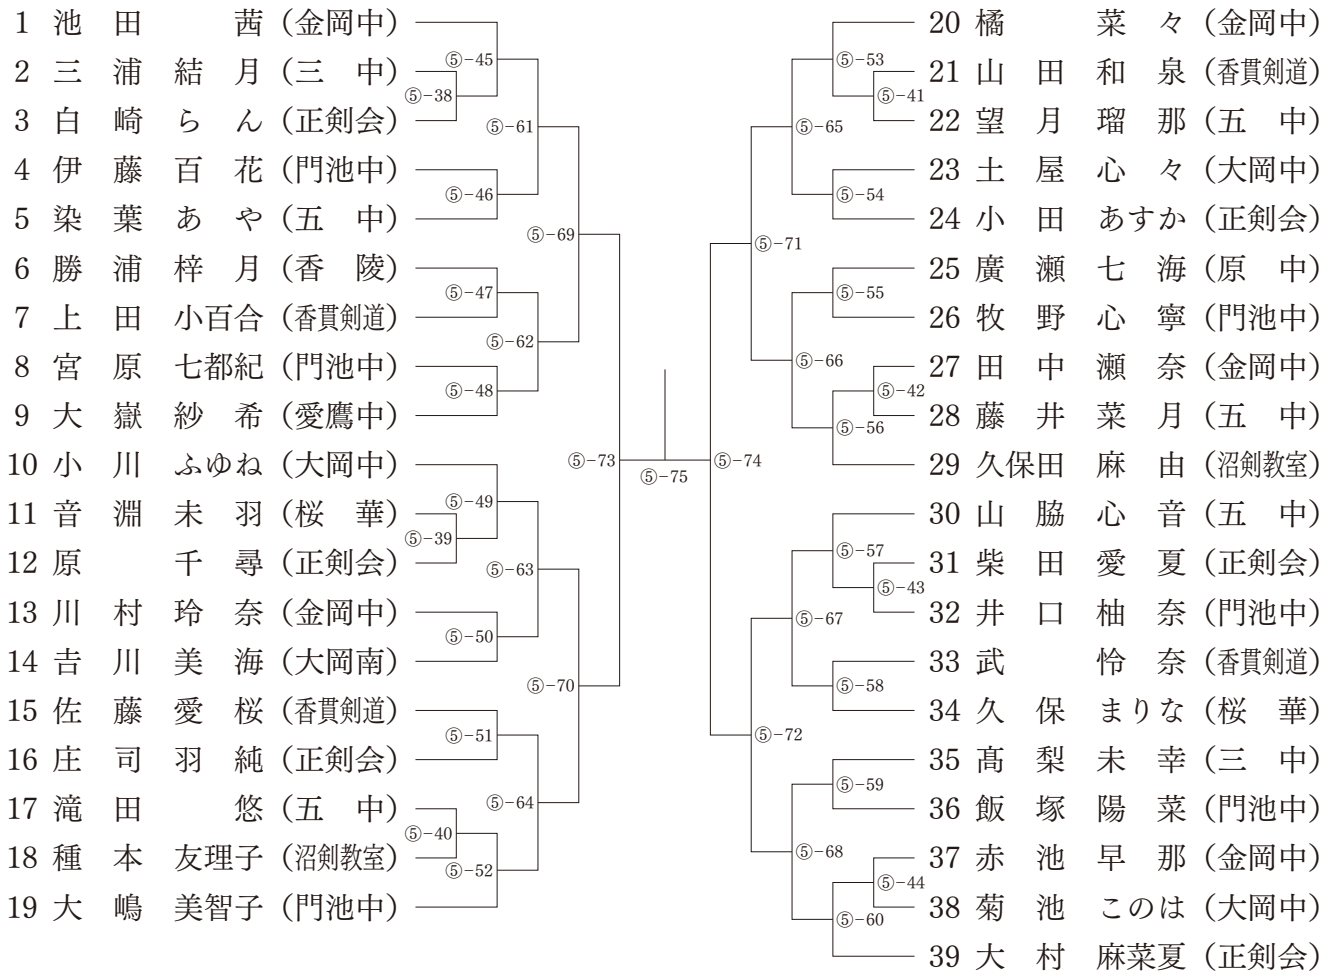 1 池田 茜（金岡中）
2 三浦結月（三 中）
3 白崎らん（正剣会）
4 伊藤百花（門池中）
5 染葉あや（五 中）
6 勝浦梓月（香 陵）
7 上田小百合（香貫剣道）
8 宮原七都紀（門池中）
9 大嶽紗希（愛鷹中）
10 小川ふゆね（大岡中）
11 音淵未羽（桜 華）
12 原 千尋（正剣会）
13 川村玲奈（金岡中）
14 𠮷川美海（大岡南）
15 佐藤愛桜（香貫剣道）
16 庄司羽純（正剣会）
17 滝田 悠（五 中）
18 種本友理子（沼剣教室）
19 大嶋美智子（門池中）
⑤-38
⑤-39
⑤-40
⑤-45
⑤-46
⑤-47
⑤-48
⑤-49
⑤-50
⑤-51
⑤-52
⑤-61
⑤-62
⑤-63
⑤-64
⑤-69
⑤-70
⑤-73
⑤-75
⑤-74
⑤-71
⑤-72
⑤-65
⑤-66
⑤-67
⑤-68
⑤-53
⑤-54
⑤-55
⑤-56
⑤-57
⑤-58
⑤-59
⑤-60
⑤-41
⑤-42
⑤-43
⑤-44
20 橘 菜々（金岡中）
21 山田和泉（香貫剣道）
22 望月瑠那（五 中）
23 土屋心々（大岡中）
24 小田あすか（正剣会）
25 廣瀬七海（原 中）
26 牧野心寧（門池中）
27 田中瀬奈（金岡中）
28 藤井菜月（五 中）
29 久保田麻由（沼剣教室）
30 山脇心音（五 中）
31 柴田愛夏（正剣会）
32 井口柚奈（門池中）
33 武 怜奈（香貫剣道）
34 久保まりな（桜 華）
35 髙梨未幸（三 中）
36 飯塚陽菜（門池中）
37 赤池早那（金岡中）
38 菊池このは（大岡中）
39 大村麻菜夏（正剣会）